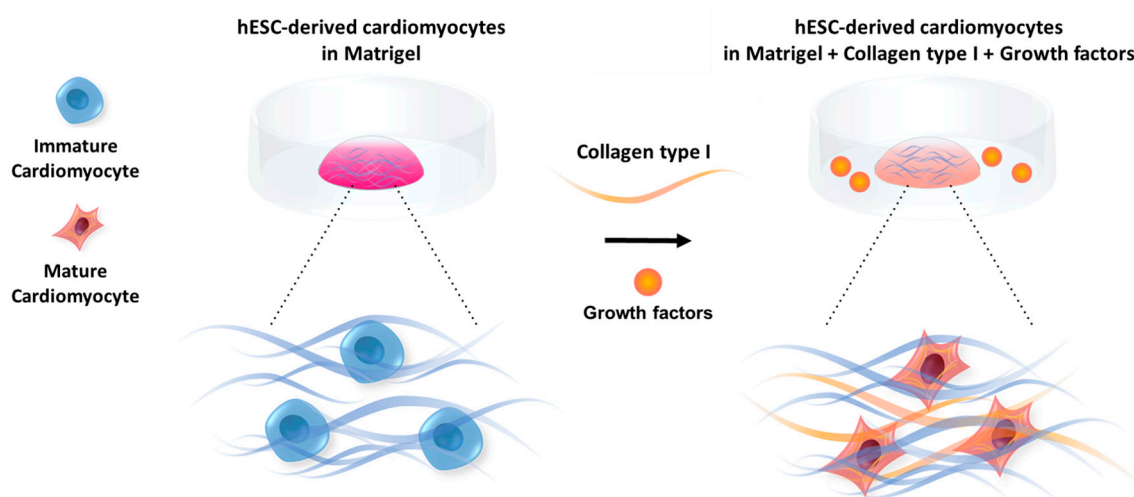 hESC-derived cardiomyocytes
in Matrigel
hESC-derived cardiomyocytes
in Matrigel + Collagen type I + Growth factors
Immature
Cardiomyocyte
Mature
Cardiomyocyte
Collagen type I
Growth factors